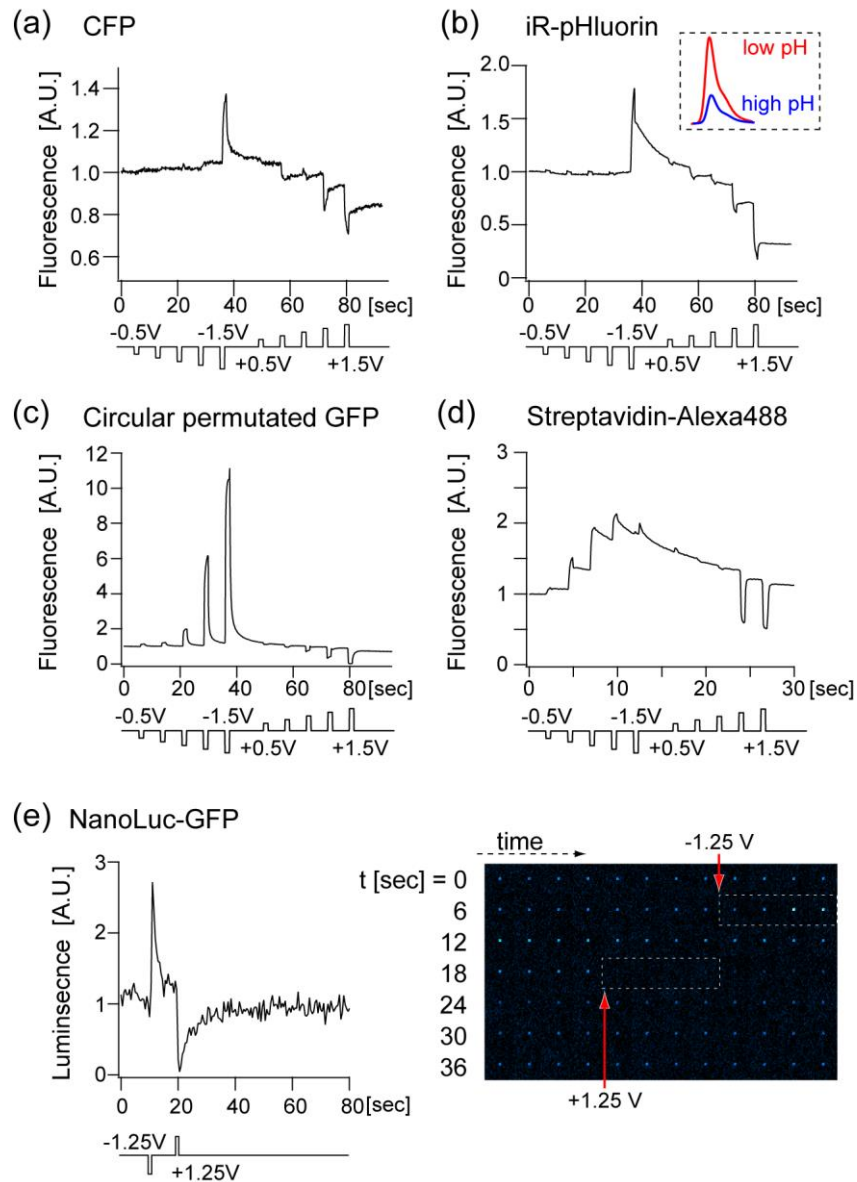 (a) CFP
Fluorescence [A.U.]
1.4
1.2
1.0
0.8
0.6
0 20 40 60 80 [sec]
-0.5V -1.5V
+0.5V +1.5V
(b) iR-pHluorin
low pH
high pH
Fluorescence [A.U.]
2.0
1.5
1.0
0.5
0
0 20 40 60 80 [sec]
-0.5V -1.5V
+0.5V +1.5V
(c) Circular permutated GFP
Fluorescence [A.U.]
12
10
8
6
4
2
0
0 20 40 60 80 [sec]
-0.5V -1.5V
+0.5V +1.5V
(d) Streptavidin-Alexa488
Fluorescence [A.U.]
3
2
1
0
0 10 20 30 [sec]
-0.5V -1.5V
+0.5V +1.5V
(e) NanoLuc-GFP
Luminsecnce [A.U.]
3
2
1
0
0 20 40 60 80 [sec]
-1.25V
+1.25V
time
-1.25 V
t [sec] = 0
6
12
18
24
30
36
+1.25 V